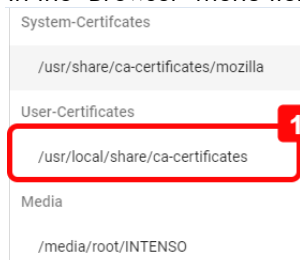 System-Certifcates
/usr/share/ca-certificates/mozilla
User-Certificates
1
/usr/local/share/ca-certificates
Media
/media/root/INTENSO